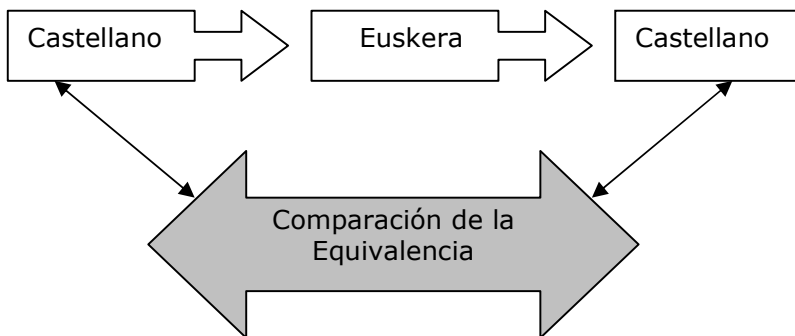 Castellano
Euskera
Castellano
Comparación de la
Equivalencia